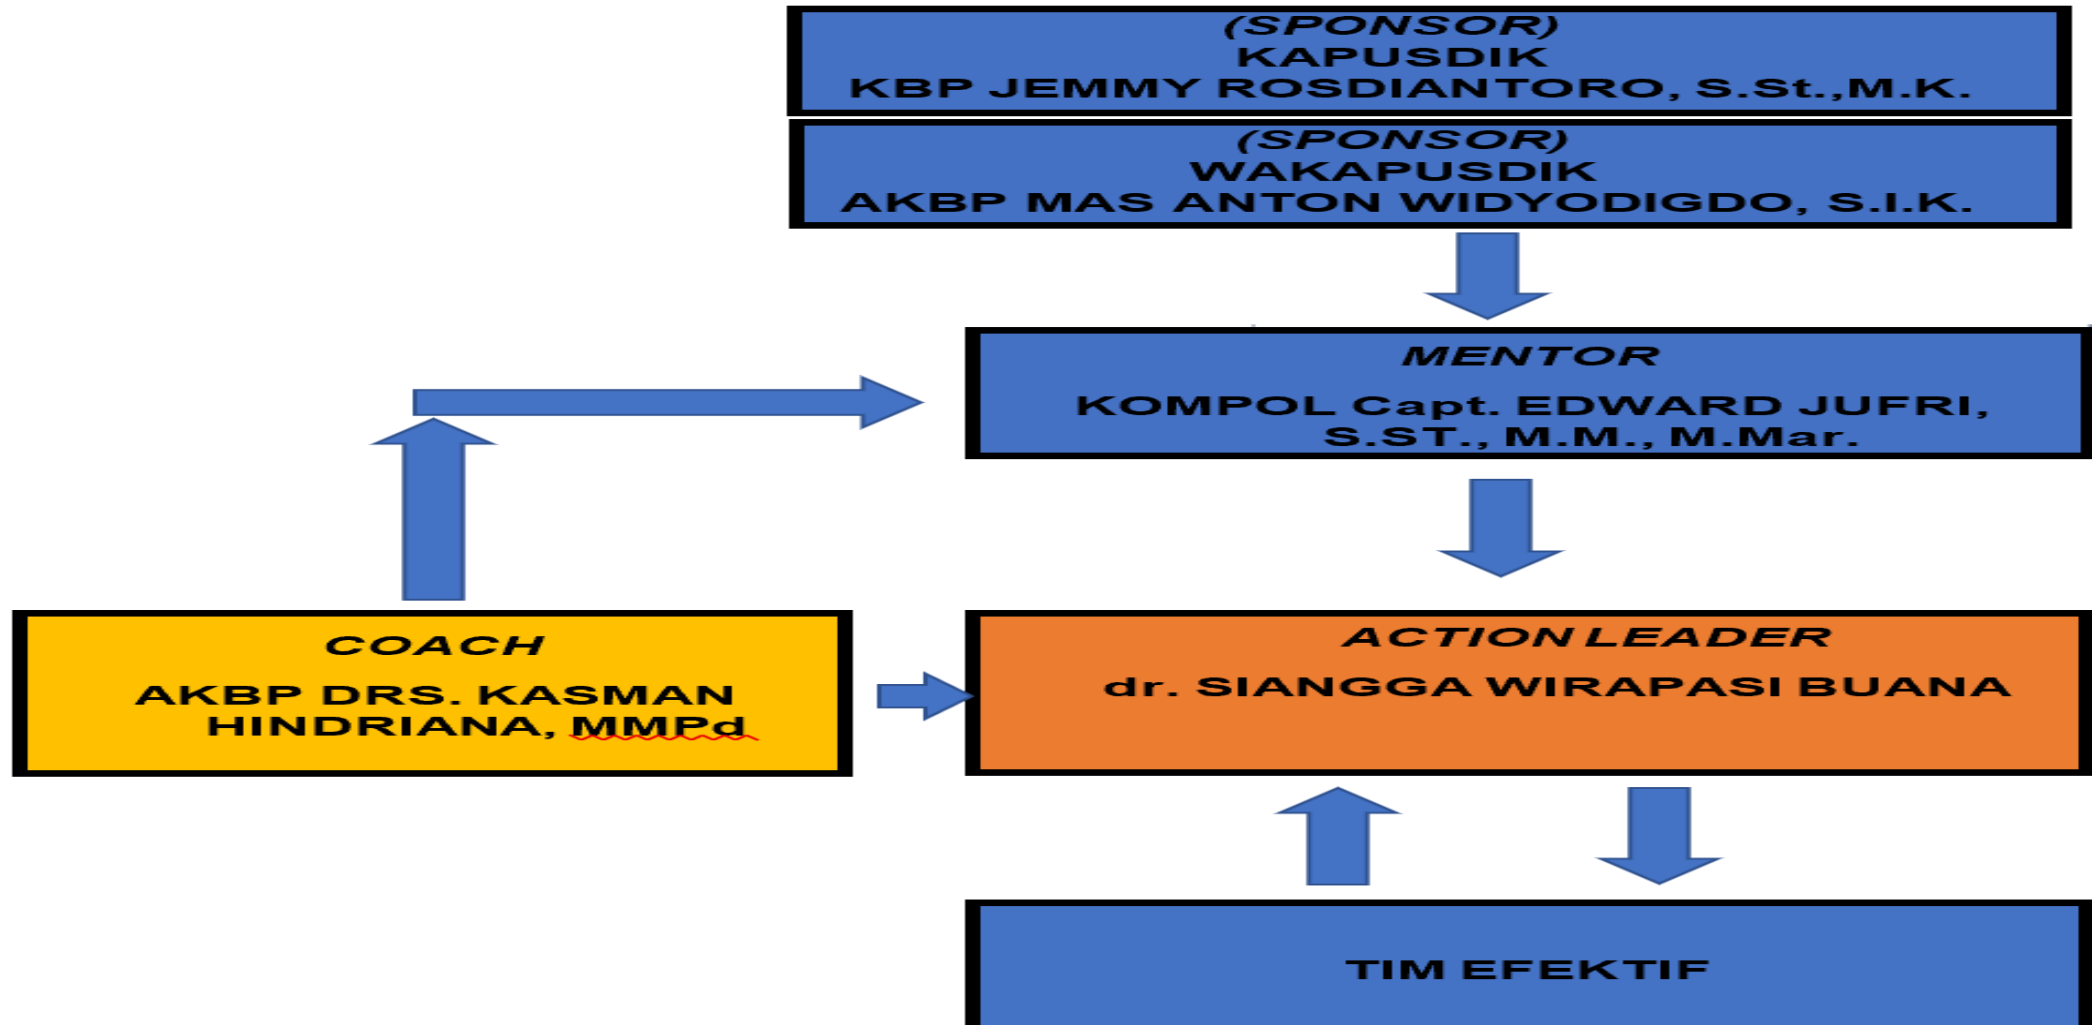 (SPONSOR)
KAPUSDIK
KBP JEMMY ROSDIANTORO, S.St.,M.K.
(SPONSOR)
WAKAPUSDIK
AKBP MAS ANTON WIDYODIGDO, S.I.K.
MENTOR
KOMPOL Capt. EDWARD JUFRI,
S.ST., M.M., M.Mar.
COACH
AKBP DRS. KASMAN
HINDRIANA, MMPd
ACTION LEADER
dr. SIANGGA WIRAPASI BUANA
TIM EFEKTIF